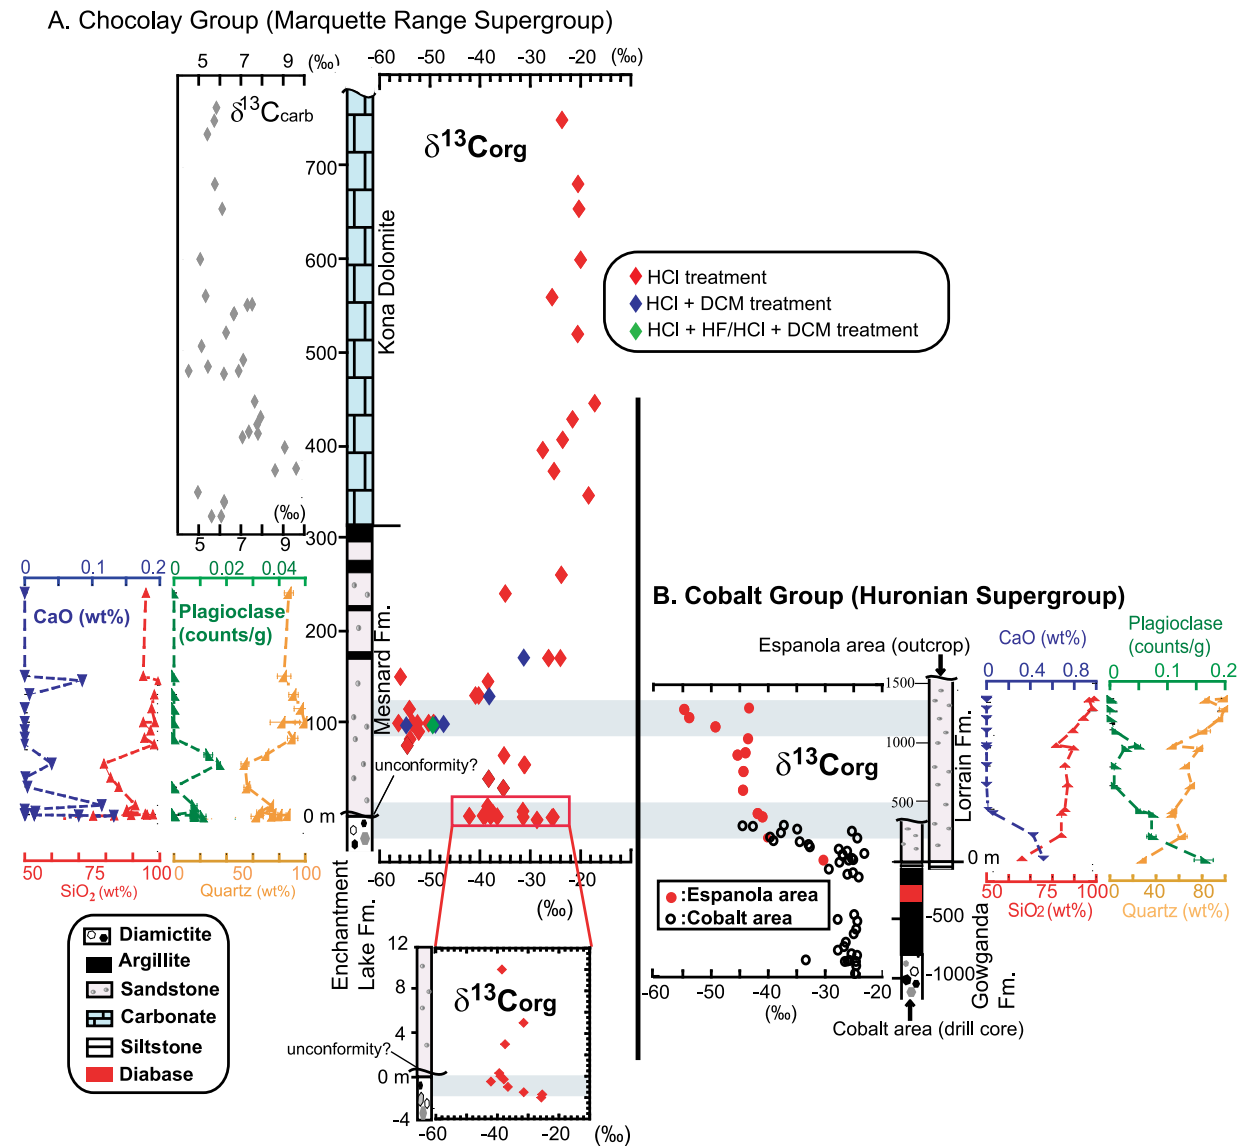 A. Chocolay Group (Marquette Range Supergroup)
5 7 9 (‰)
-60 -50 -40 -30 -20 (‰)
δ13Ccarb
δ13Corg
700
600
500
400
300
200
100
0 m
Kona Dolomite
Mesnard Fm.
Enchantment
Lake Fm.
unconformity?
(‰)
5 7 9
HCl treatment
HCl + DCM treatment
HCl + HF/HCl + DCM treatment
0 0.1 0.2
CaO (wt%)
50 75 100
SiO2 (wt%)
0 0.02 0.04
Plagioclase
(counts/g)
0 50 100
Quartz (wt%)
-60 -50 -40 -30 -20
(‰)
Diamictite
Argillite
Sandstone
Carbonate
Siltstone
Diabase
12
8
4
0 m
-4
δ13Corg
unconformity?
-60 -40 -20 (‰)
B. Cobalt Group (Huronian Supergroup)
Espanola area (outcrop)
1500
1000
500
0 m
-500
-1000
Lorrain Fm.
Gowganda
Fm.
δ13Corg
:Espanola area
:Cobalt area
-60 -50 -40 -30 -20
(‰)
Cobalt area (drill core)
CaO (wt%)
0 0.4 0.8
Plagioclase
(counts/g)
0 0.1 0.2
50 75 100
SiO2 (wt%)
0 40 80
Quartz (wt%)